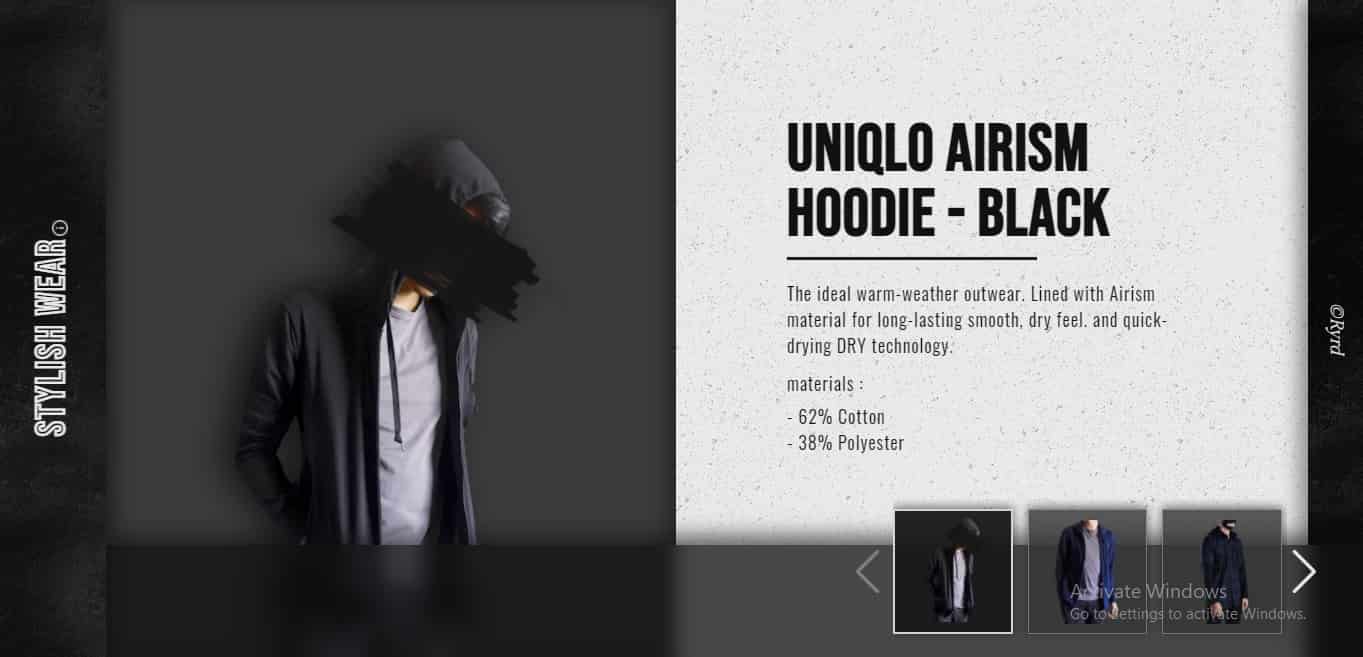 STYLISH WEAR
UNIQLO AIRISM
HOODIE - BLACK
The ideal warm-weather outwear. Lined with Airism
material for long-lasting smooth, dry feel. and quick-
drying DRY technology.
materials :
- 62% Cotton
- 38% Polyester
©Ryrd
Activate Windows
Go to Settings to activate Windows.